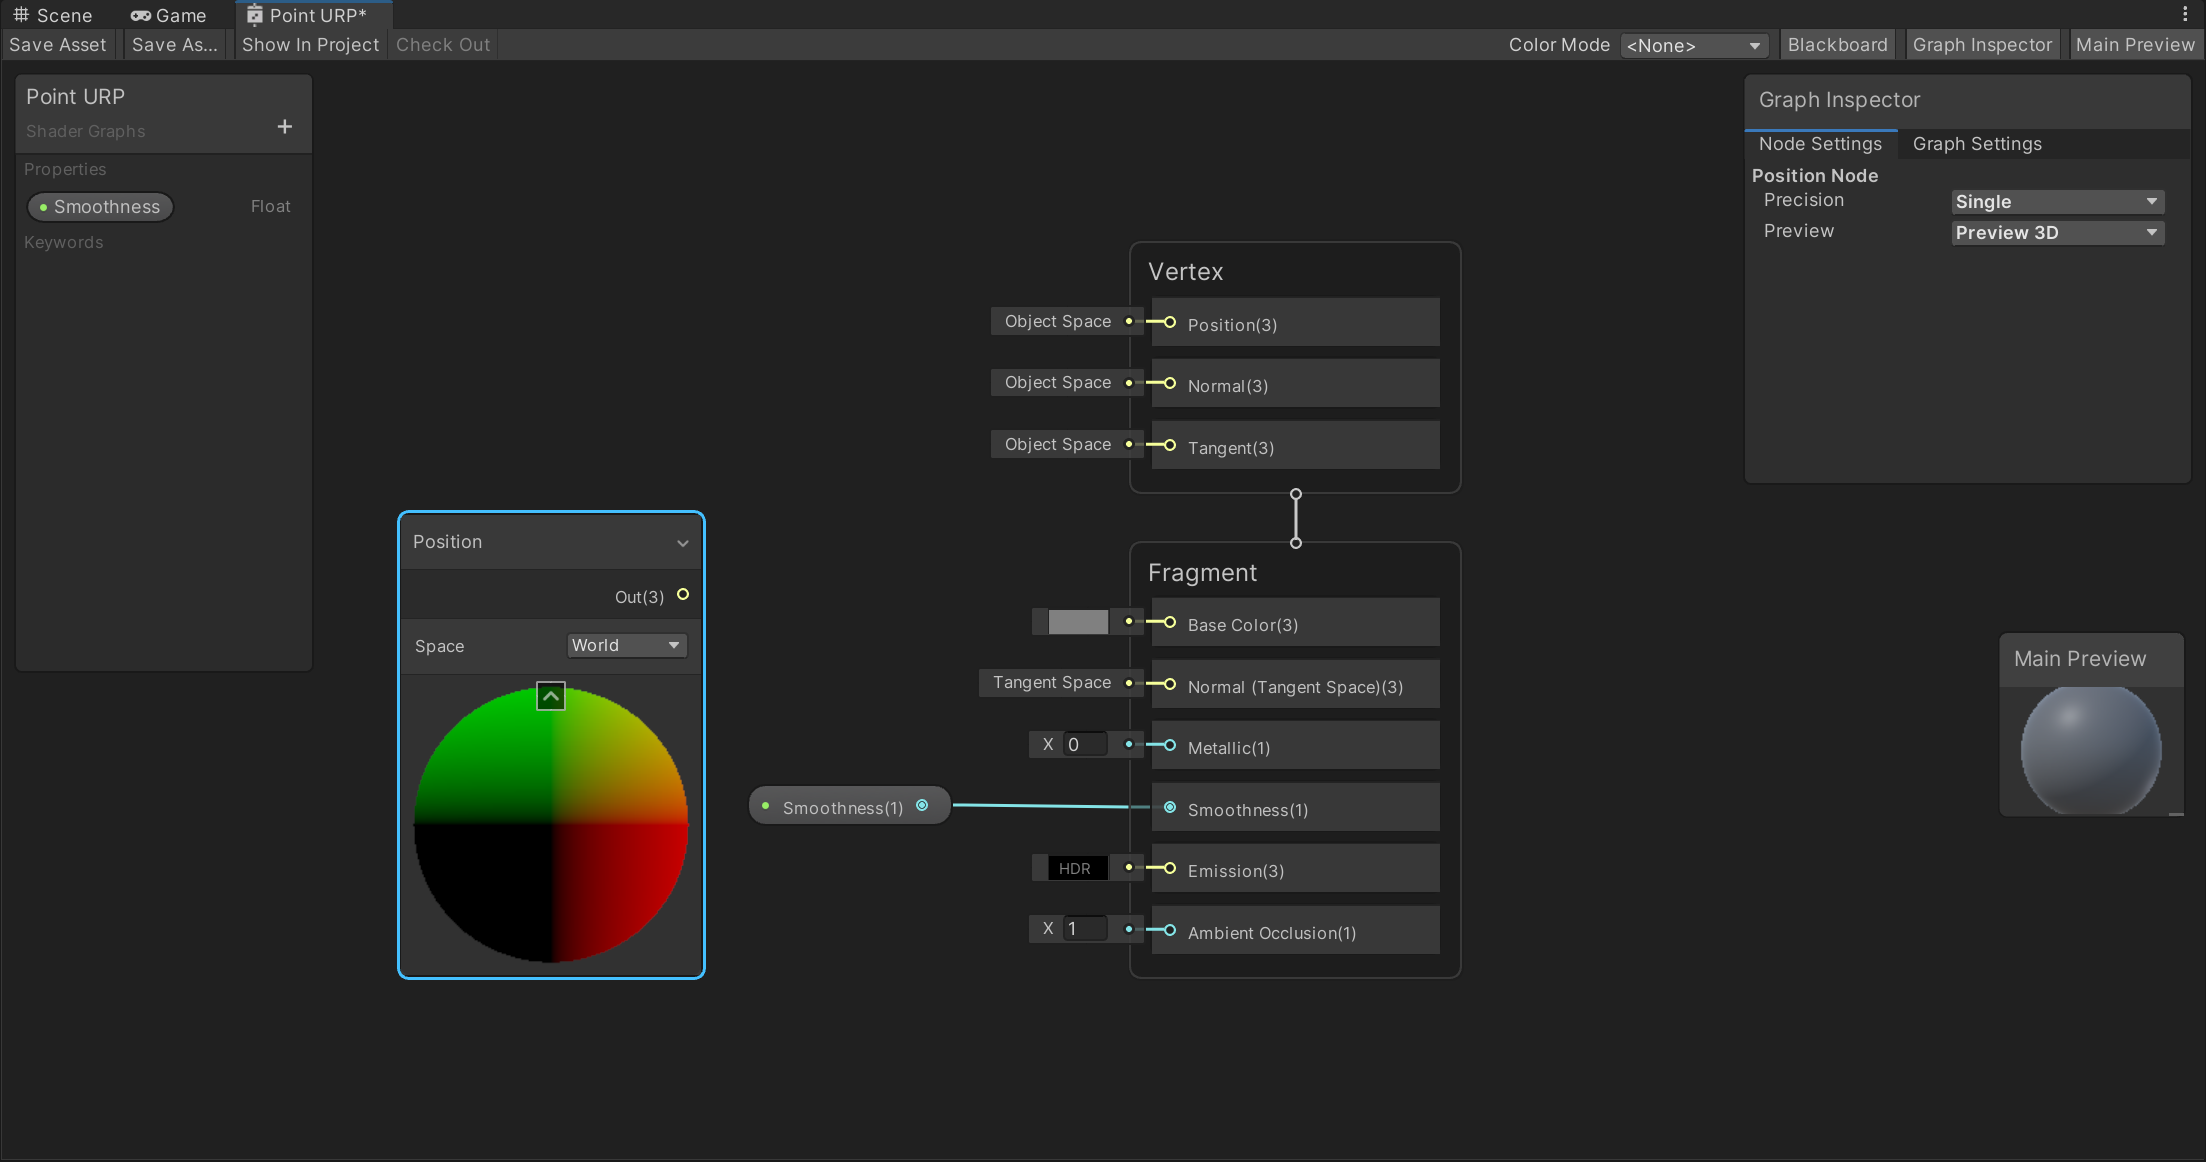 Scene Game Point URP*
Save Asset Save As... Show In Project Check Out Color Mode <None> Blackboard Graph Inspector Main Preview
Point URP
Shader Graphs
+
Properties
Smoothness Float
Keywords
Position
Out(3)
Space World
Smoothness(1)
Vertex
Object Space Position(3)
Object Space Normal(3)
Object Space Tangent(3)
Fragment
Base Color(3)
Tangent Space Normal (Tangent Space)(3)
X 0 Metallic(1)
Smoothness(1)
HDR Emission(3)
X 1 Ambient Occlusion(1)
Graph Inspector
Node Settings Graph Settings
Position Node
Precision Single
Preview Preview 3D
Main Preview